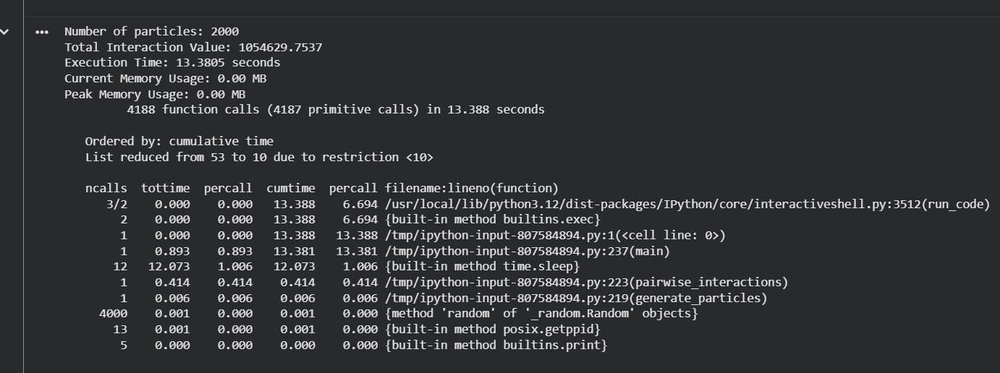 Number of particles: 2000
Total Interaction Value: 1054629.7537
Execution Time: 13.3805 seconds
Current Memory Usage: 0.00 MB
Peak Memory Usage: 0.00 MB
4188 function calls (4187 primitive calls) in 13.388 seconds
Ordered by: cumulative time
List reduced from 53 to 10 due to restriction <10>
ncalls tottime percall cumtime percall filename:lineno(function)
3/2 0.000 0.000 13.388 6.694 /usr/local/lib/python3.12/dist-packages/IPython/core/interactiveshell.py:3512(run_code)
2 0.000 0.000 13.388 6.694 {built-in method builtins.exec}
1 0.000 0.000 13.388 13.388 /tmp/ipython-input-807584894.py:1(<cell line: 0>)
1 0.893 0.893 13.381 13.381 /tmp/ipython-input-807584894.py:237(main)
12 12.073 1.006 12.073 1.006 {built-in method time.sleep}
1 0.414 0.414 0.414 0.414 /tmp/ipython-input-807584894.py:223(pairwise_interactions)
1 0.006 0.006 0.006 0.006 /tmp/ipython-input-807584894.py:219(generate_particles)
4000 0.001 0.000 0.001 0.000 {method 'random' of '_random.Random' objects}
13 0.001 0.000 0.001 0.000 {built-in method posix.getppid}
5 0.000 0.000 0.000 0.000 {built-in method builtins.print}